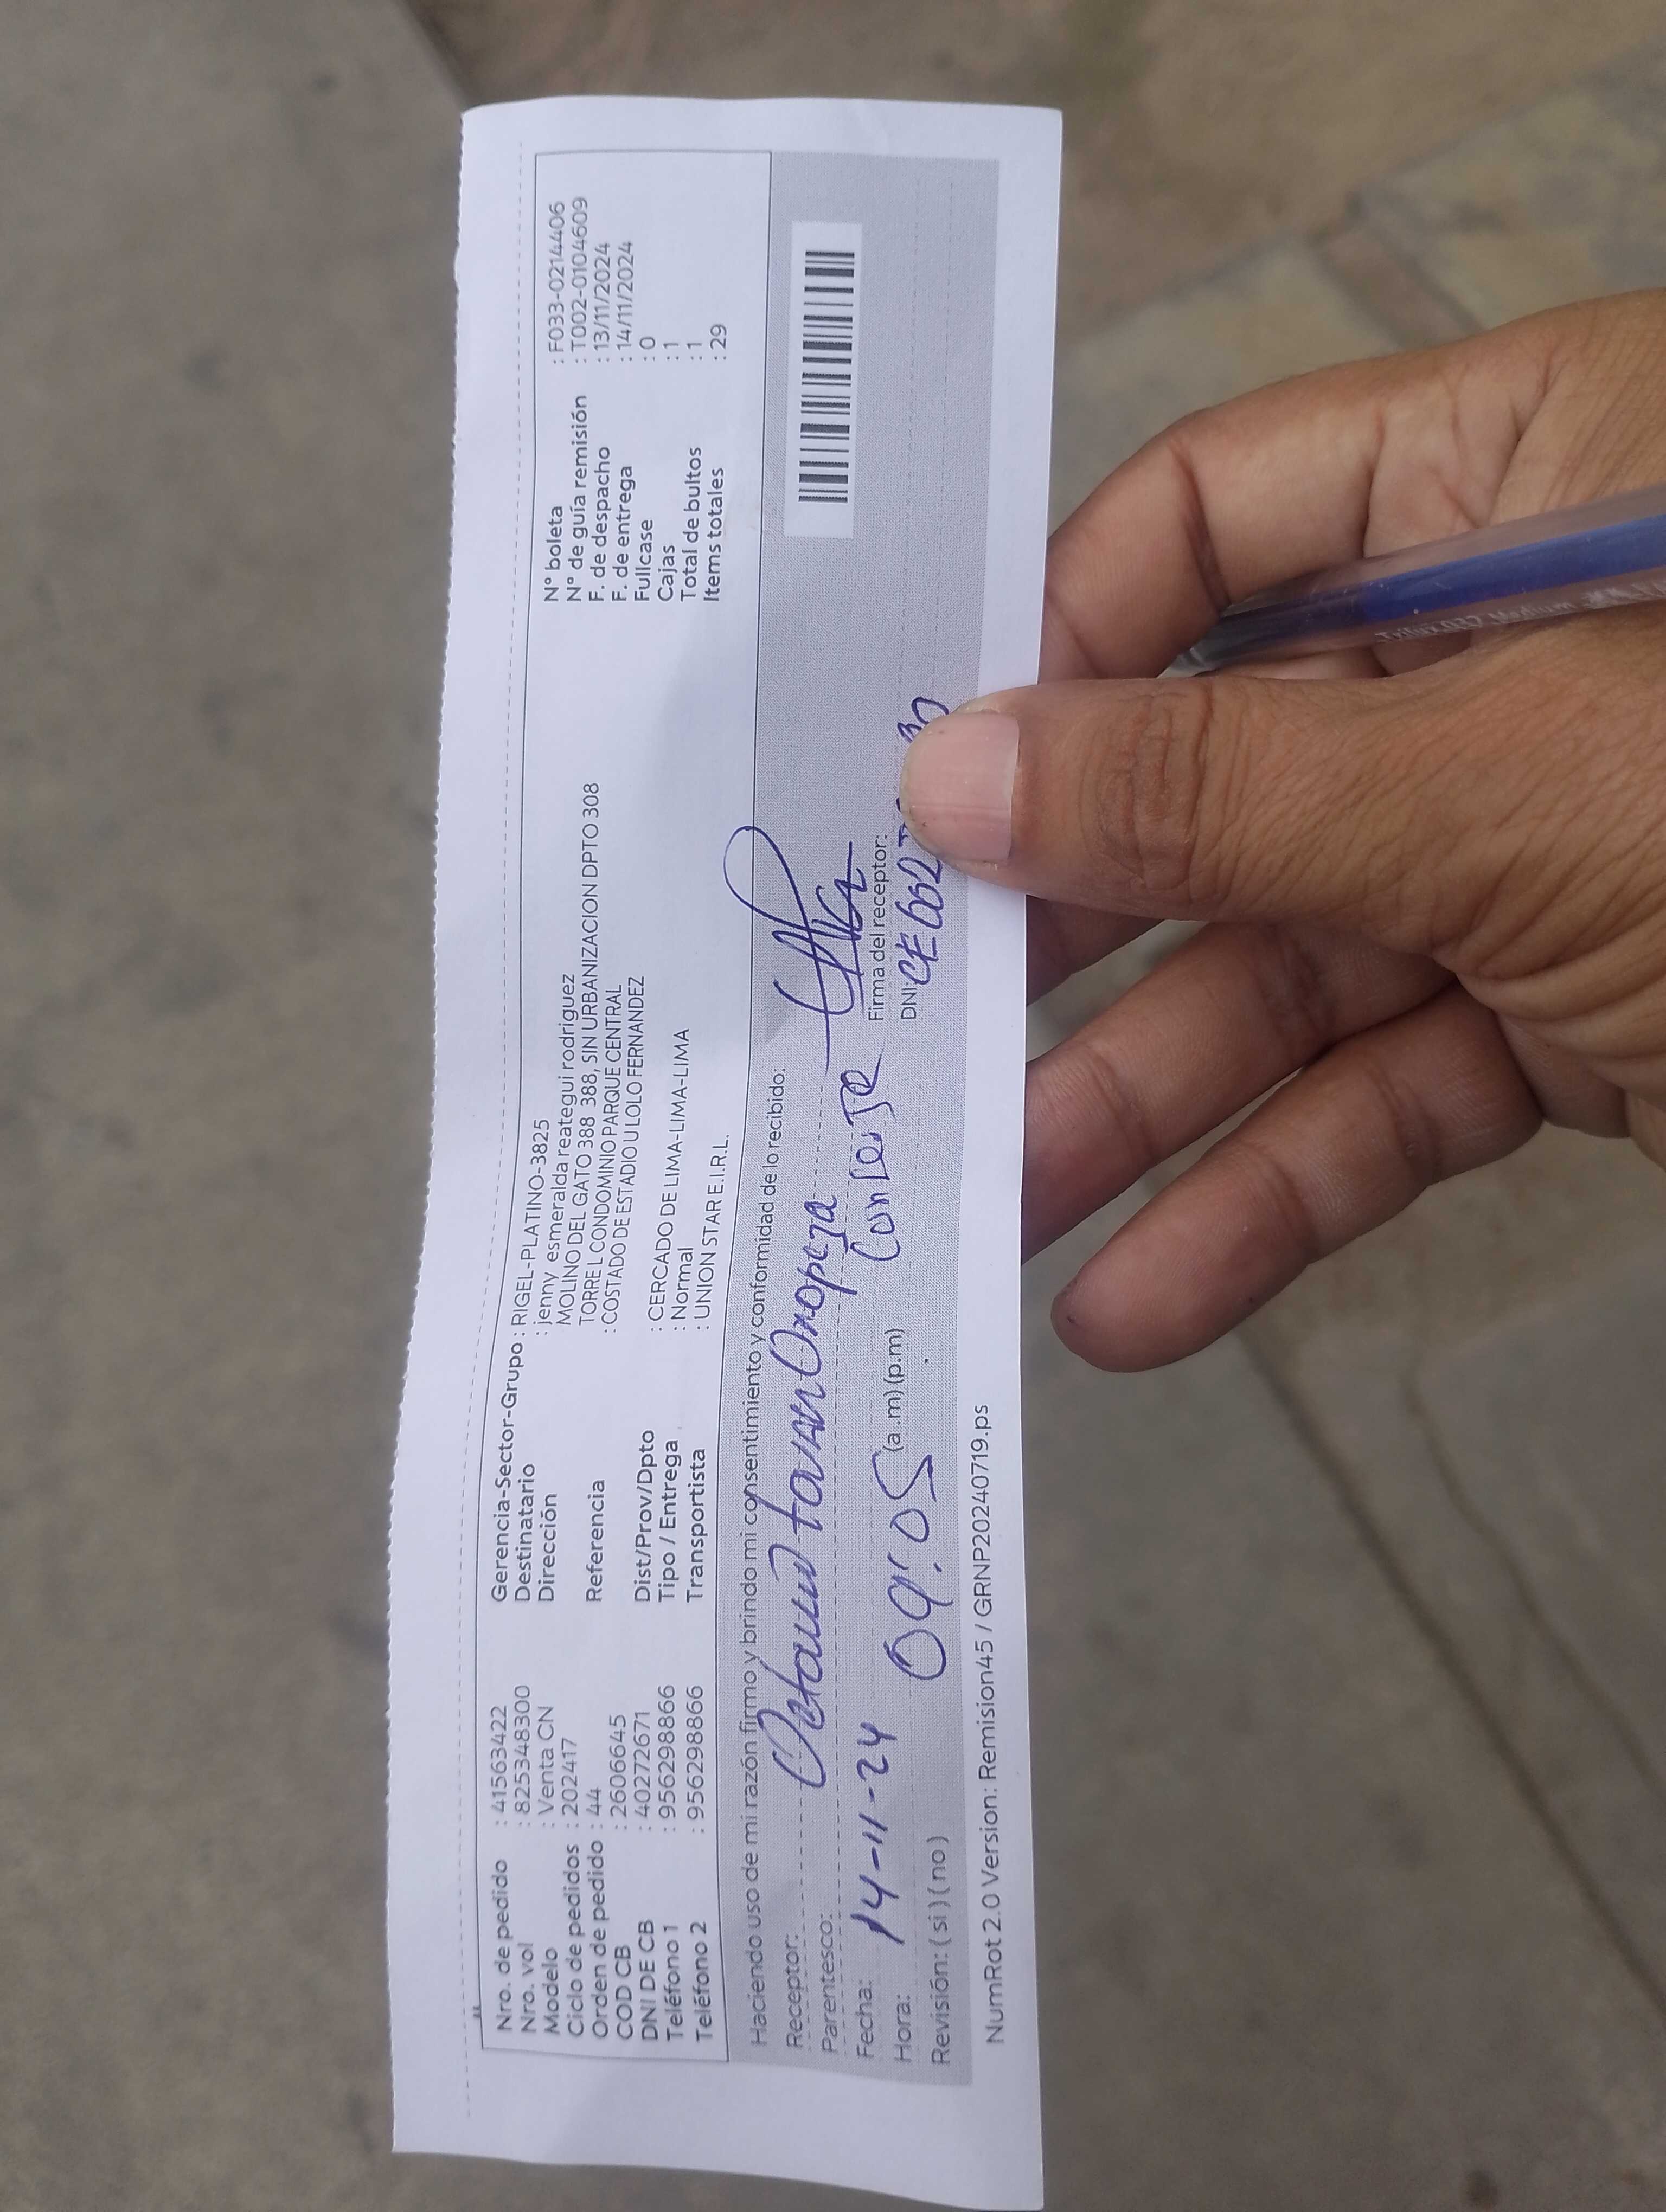 Nro. de pedido : 41563422
Nro. vol : 825348300
Modelo : Venta CN
Ciclo de pedidos : 202417
Orden de pedido : 44
COD CB : 2606645
DNI DE CB : 40272671
Teléfono 1 : 956298866
Teléfono 2 : 956298866
Gerencia-Sector-Grupo : RIGEL-PLATINO-3825
Destinatario : jenny esmeralda reategui rodriguez
Dirección MOLINO DEL GATO 388 388, SIN URBANIZACION DPTO 308
TORRE L CONDOMINIO PARQUE CENTRAL
Referencia : COSTADO DE ESTADIO U LOLO FERNANDEZ
Dist/Prov/Dpto : CERCADO DE LIMA-LIMA-LIMA
Tipo / Entrega : Normal
Transportista : UNION STAR E.I.R.L.
N° boleta : F033-0214406
N° de guía remisión : T002-0104609
F. de despacho : 13/11/2024
F. de entrega : 14/11/2024
Fullcase : 0
Cajas : 1
Total de bultos : 1
Items totales : 29
Haciendo uso de mi razón firmo y brindo mi consentimiento y conformidad de lo recibido:
Receptor: Octavio tovar Oropeza
Parentesco: Conserje
Fecha: 14-11-24
Hora: 09:05 (a.m) (p.m)
Revisión: ( si ) ( no )
Firma del receptor:
DNI: CE
NumRot 2.0 Version: Remision45 / GRNP20240719.ps